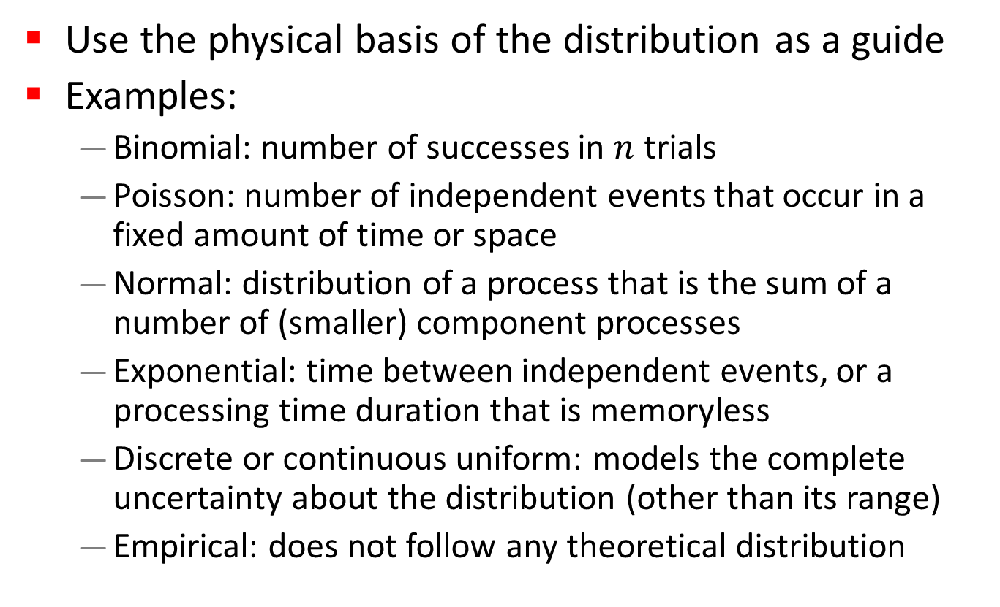 ▪ Use the physical basis of the distribution as a guide
▪ Examples:
— Binomial: number of successes in n trials
— Poisson: number of independent events that occur in a
fixed amount of time or space
— Normal: distribution of a process that is the sum of a
number of (smaller) component processes
— Exponential: time between independent events, or a
processing time duration that is memoryless
— Discrete or continuous uniform: models the complete
uncertainty about the distribution (other than its range)
— Empirical: does not follow any theoretical distribution